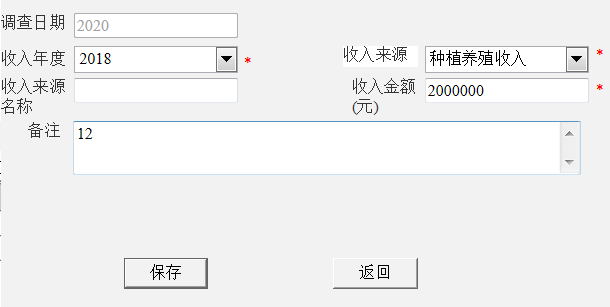 调查日期 2020
收入年度 2018 * 收入来源 种植养殖收入 *
收入来源 收入金额 2000000 *
名称 (元)
备注 12
保存 返回